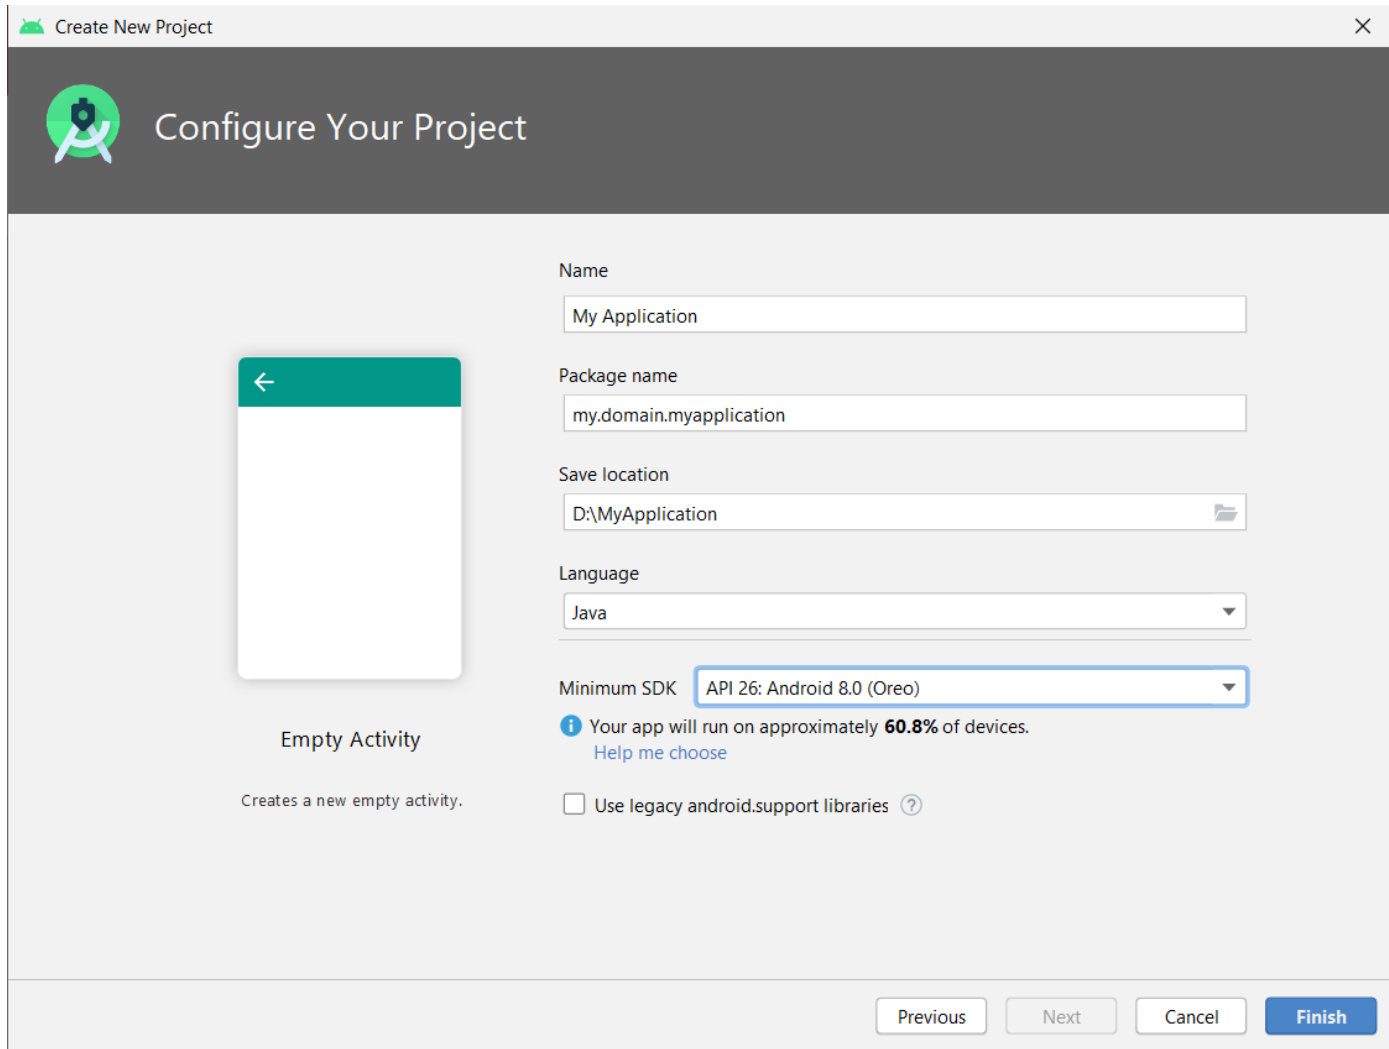 Create New Project
Configure Your Project
Name
My Application
Package name
my.domain.myapplication
Save location
D:\MyApplication
Language
Java
Minimum SDK API 26: Android 8.0 (Oreo)
Your app will run on approximately 60.8% of devices.
Help me choose
Use legacy android.support libraries ?
Empty Activity
Creates a new empty activity.
Previous Next Cancel Finish